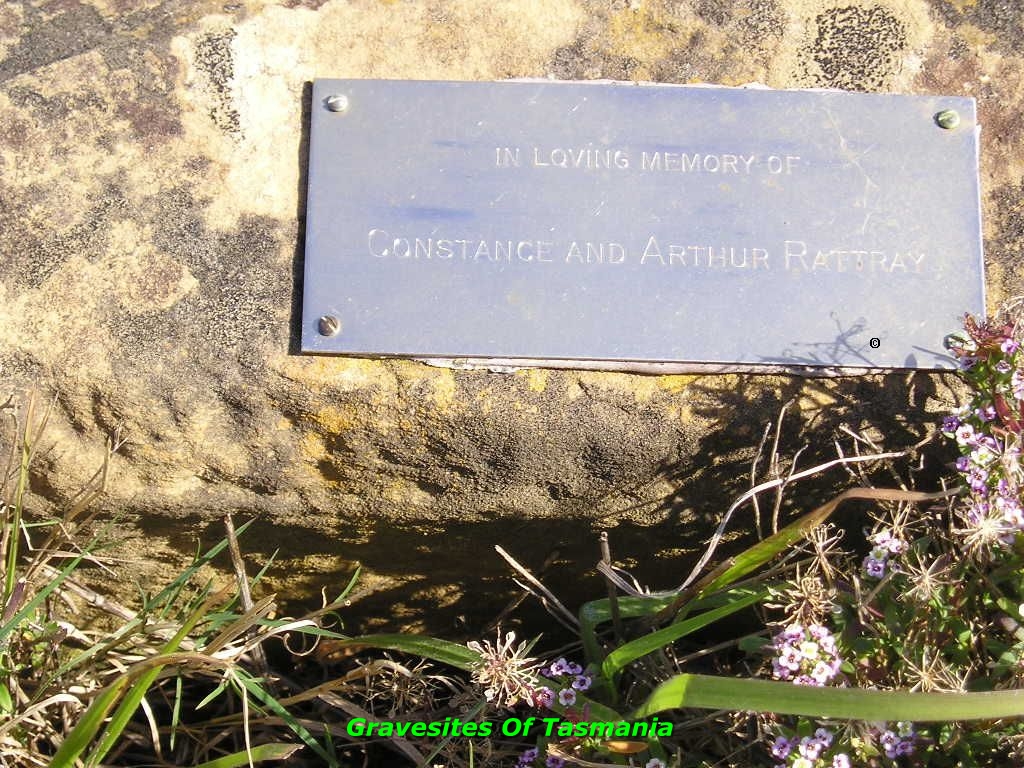 IN LOVING MEMORY OF
CONSTANCE AND ARTHUR RATTRAY
©
Gravesites Of Tasmania